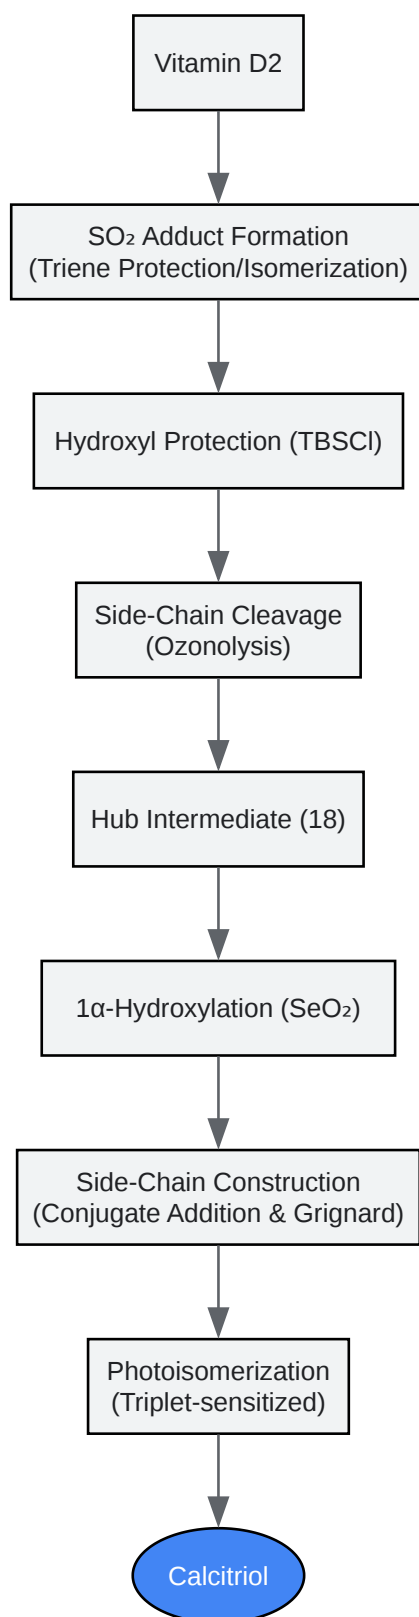 Vitamin D2
SO₂ Adduct Formation
(Triene Protection/Isomerization)
Hydroxyl Protection (TBSCl)
Side-Chain Cleavage
(Ozonolysis)
Hub Intermediate (18)
1α-Hydroxylation (SeO₂)
Side-Chain Construction
(Conjugate Addition & Grignard)
Photoisomerization
(Triplet-sensitized)
Calcitriol